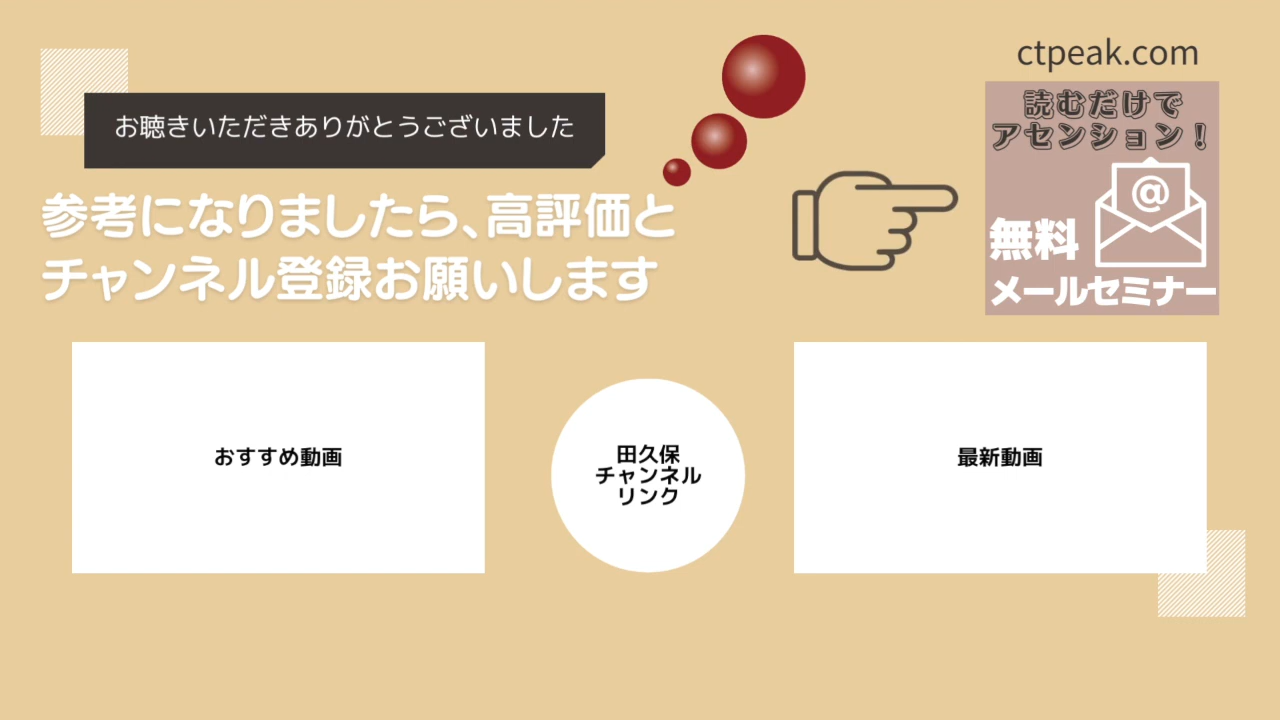 お聴きいただきありがとうございました
参考になりましたら、高評価と
チャンネル登録お願いします
ctpeak.com
読むだけで
アセンション！
@
無料
メールセミナー
おすすめ動画
田久保
チャンネル
リンク
最新動画